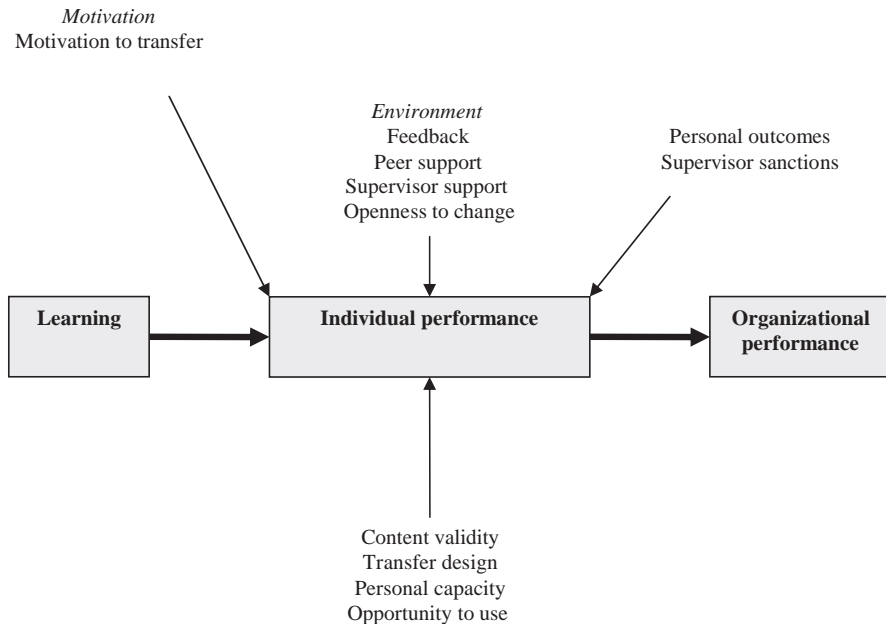 Motivation
Motivation to transfer
Environment
Feedback
Peer support
Supervisor support
Openness to change
Personal outcomes
Supervisor sanctions
Learning
Individual performance
Organizational
performance
Content validity
Transfer design
Personal capacity
Opportunity to use